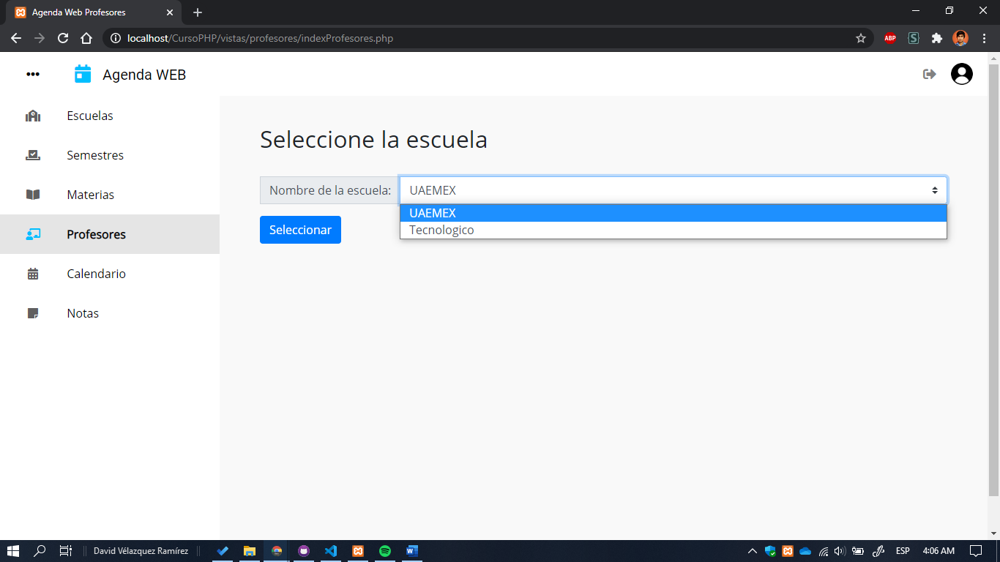 Agenda Web Profesores
localhost/CursoPHP/vistas/profesores/indexProfesores.php
ABP
S
Agenda WEB
Escuelas
Semestres
Materias
Profesores
Calendario
Notas
Seleccione la escuela
Nombre de la escuela:
UAEMEX
UAEMEX
Tecnologico
Seleccionar
David Vélazquez Ramírez
W
ESP
4:06 AM